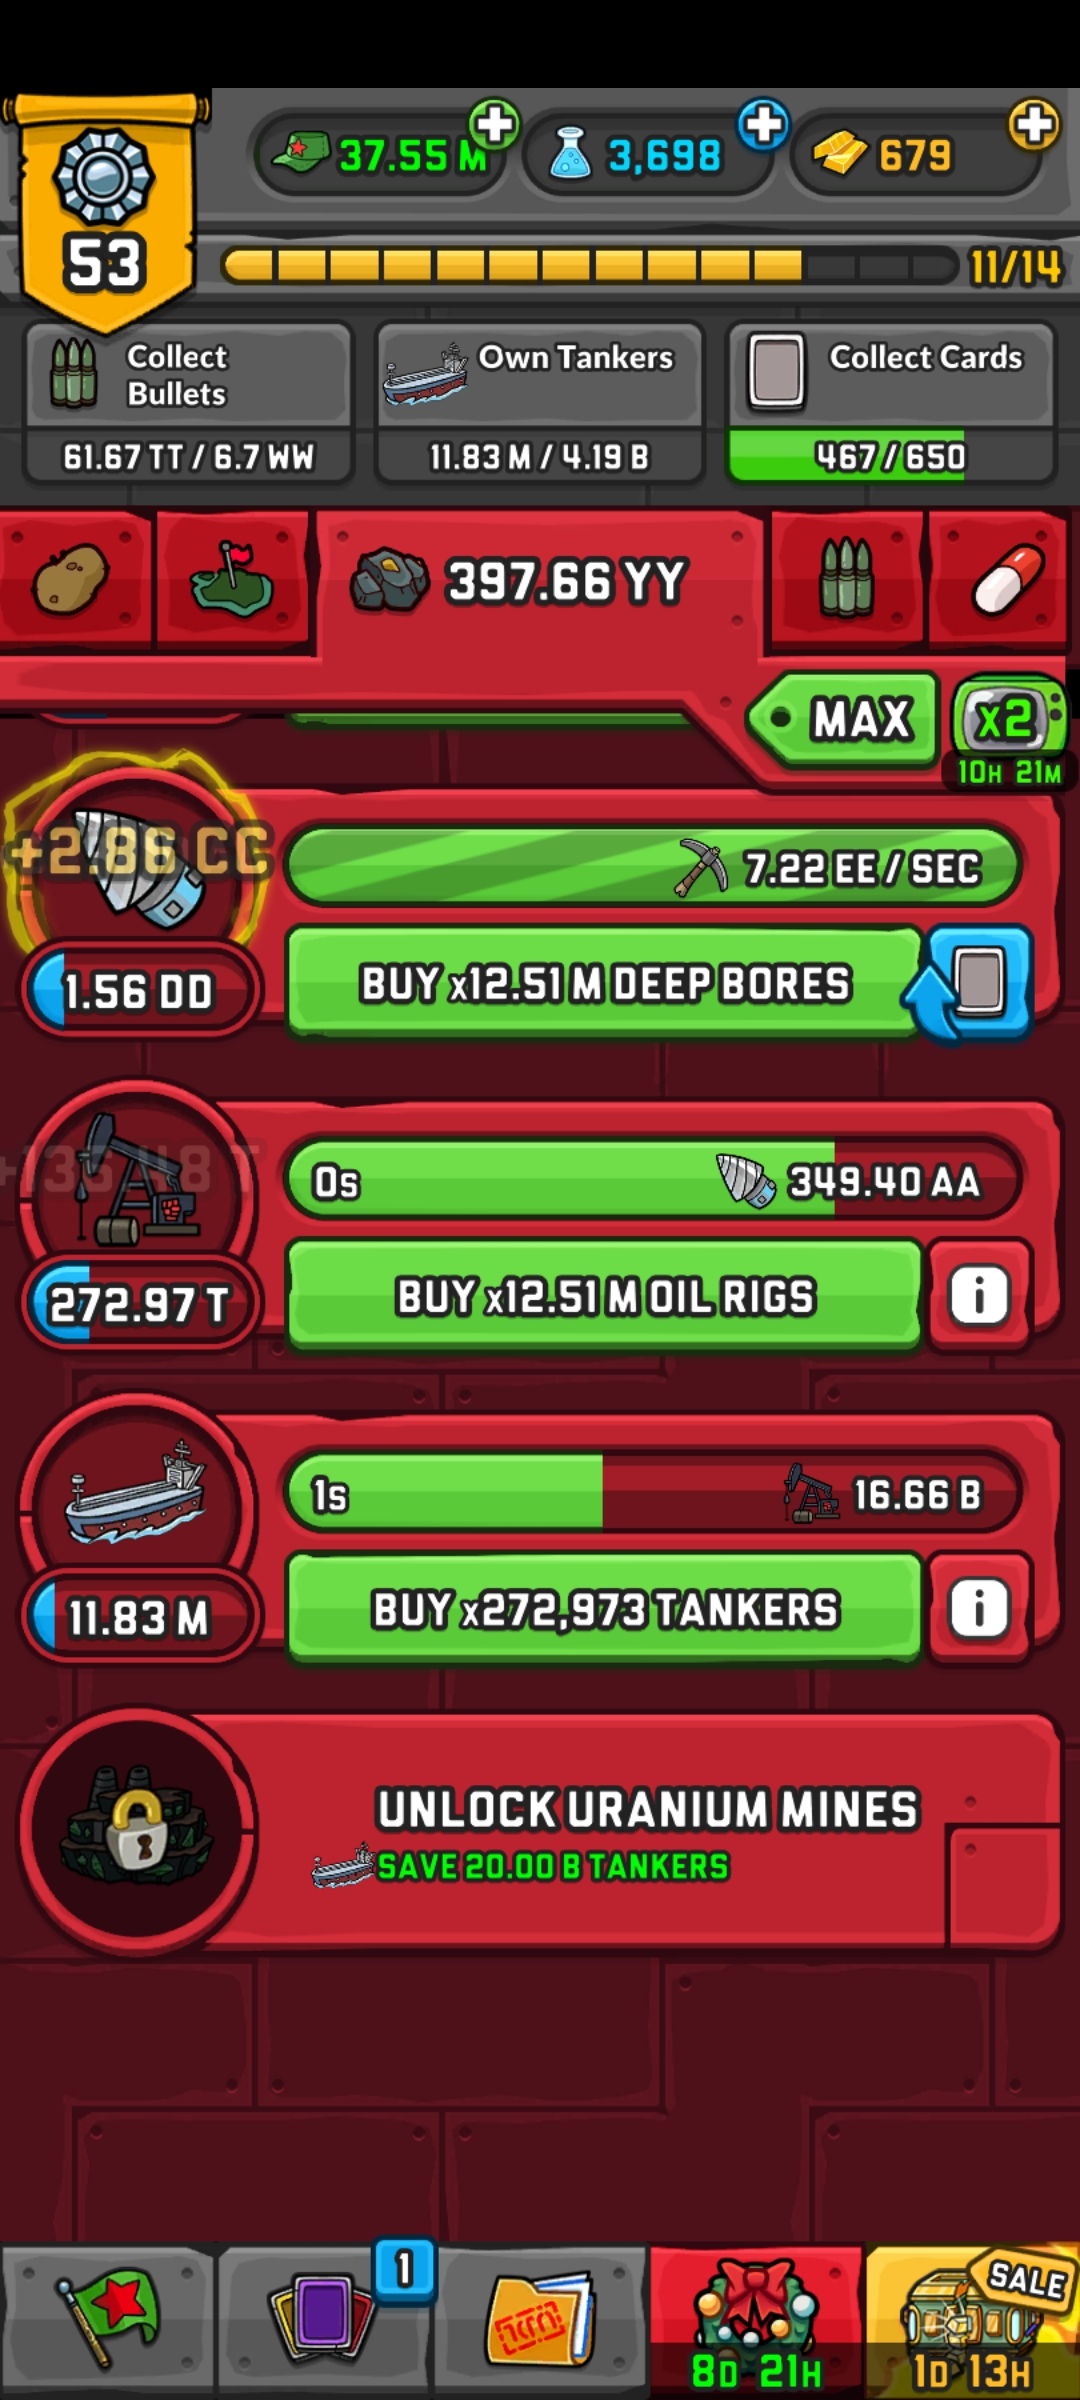 37.55 M
3,698
679
53
11/14
Collect
Bullets
61.67 TT / 6.7 WW
Own Tankers
11.83 M / 4.19 B
Collect Cards
467 / 650
397.66 YY
MAX
x2
10H 21M
+2.86 CC
7.22 EE / SEC
1.56 DD
BUY x12.51 M DEEP BORES
0s
349.40 AA
272.97 T
BUY x12.51 M OIL RIGS
1s
16.66 B
11.83 M
BUY x272,973 TANKERS
UNLOCK URANIUM MINES
SAVE 20.00 B TANKERS
1
SALE
8D 21H
1D 13H